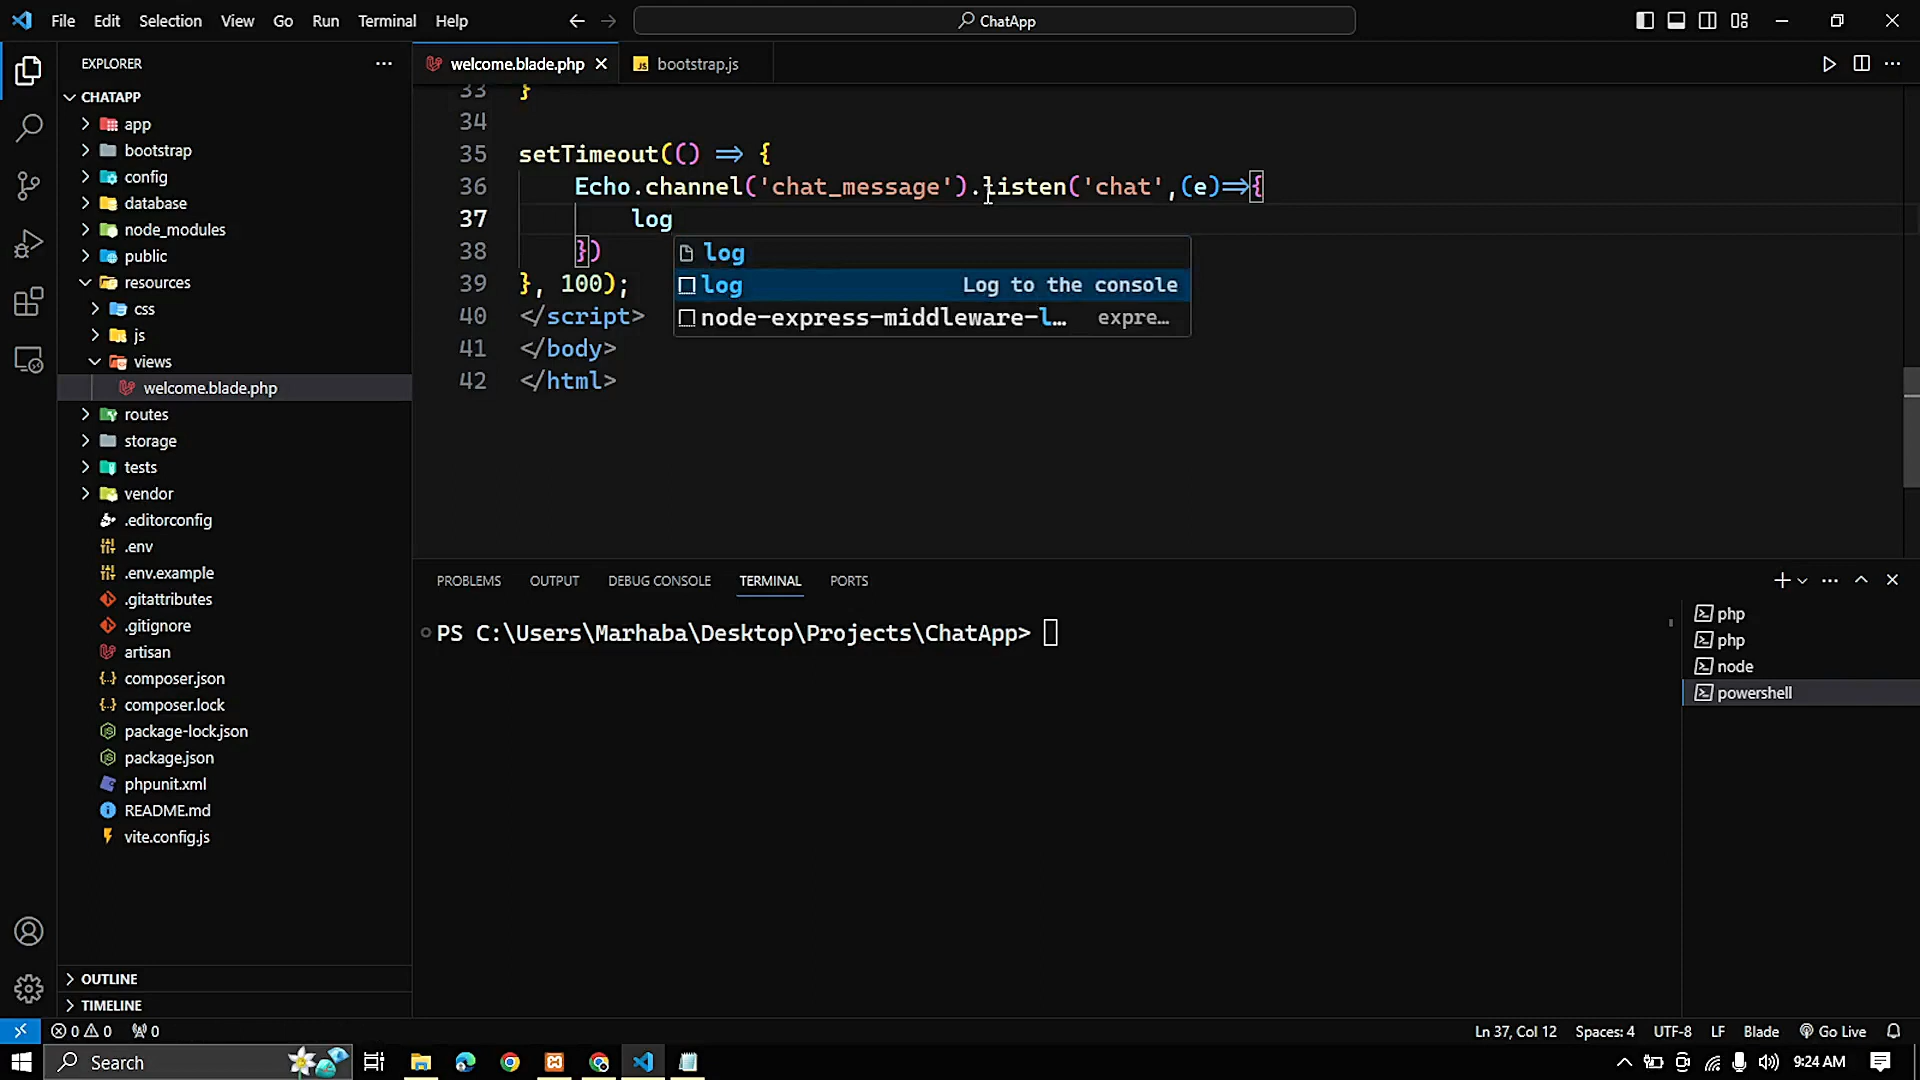 File Edit Selection View Go Run Terminal Help
ChatApp
EXPLORER
welcome.blade.php
bootstrap.js
CHATAPP
app
bootstrap
config
database
node_modules
public
resources
css
js
views
welcome.blade.php
routes
storage
tests
vendor
.editorconfig
.env
.env.example
.gitattributes
.gitignore
artisan
composer.json
composer.lock
package-lock.json
package.json
phpunit.xml
README.md
vite.config.js
OUTLINE
TIMELINE
33 }
34
35 setTimeout(() => {
36 Echo.channel('chat_message').listen('chat',(e)=>{
37 log
38 })
39 }, 100);
40 </script>
41 </body>
42 </html>
log
log Log to the console
node-express-middleware-l… expre…
PROBLEMS OUTPUT DEBUG CONSOLE TERMINAL PORTS
PS C:\Users\Marhaba\Desktop\Projects\ChatApp>
php
php
node
powershell
0 0 0
Ln 37, Col 12 Spaces: 4 UTF-8 LF Blade Go Live
Search
9:24 AM